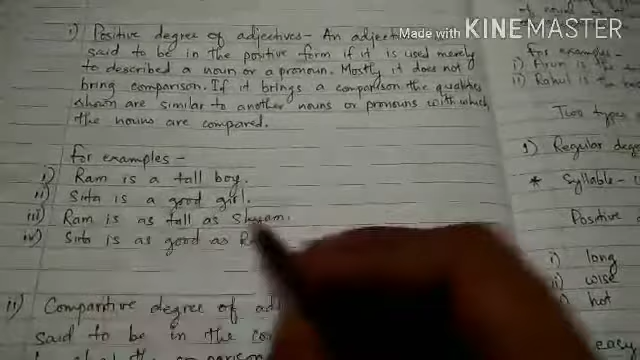 Made with KINEMASTER
i) Positive degree of adjectives - An adjective
said to be in the positive form if it is used merely
to described a noun or a pronoun. Mostly it does not
bring comparison. If it brings a comparison the qualities
shown are similar to another nouns or pronouns with which
the nouns are compared.
for examples -
i) Ram is a tall boy.
ii) Sita is a good girl.
iii) Ram is as tall as Shyam.
iv) Sita is as good as
ii) Comparitive degree of
said to be in the
for examples -
i) Arun is
ii) Rahul is
Two types
1) Regular
* Syllable -
Positive
i) long
ii) wise
hot
easy